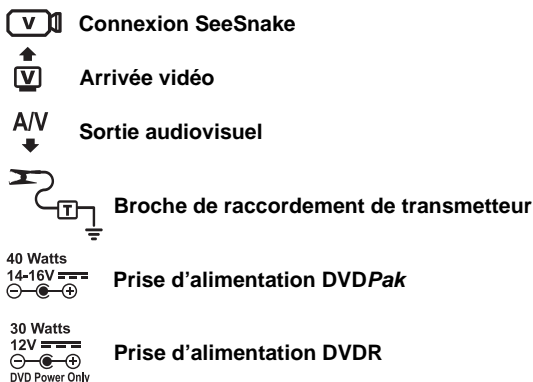 V Connexion SeeSnake
V Arrivée vidéo
A/V Sortie audiovisuel
T Broche de raccordement de transmetteur
40 Watts
14-16V
Prise d'alimentation DVDPak
30 Watts
12V
Prise d'alimentation DVDR
DVD Power Only